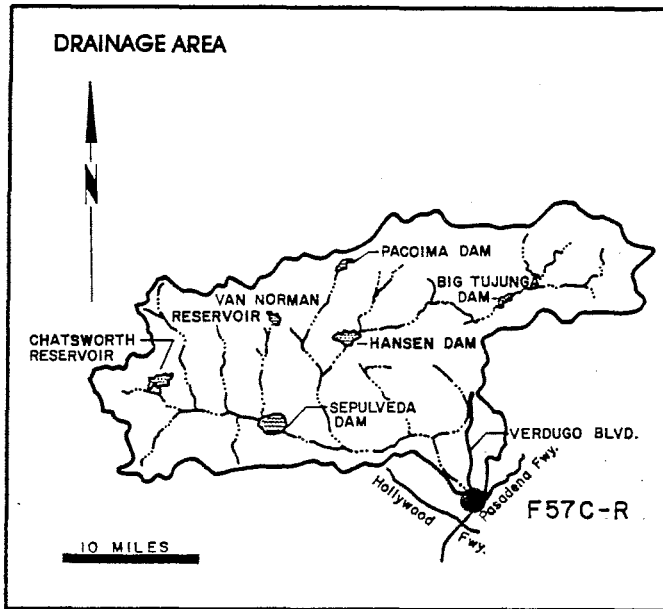 DRAINAGE AREA
N
PACOIMA DAM
BIG TUJUNGA
DAM
VAN NORMAN
RESERVOIR
CHATSWORTH
RESERVOIR
HANSEN DAM
SEPULVEDA
DAM
VERDUGO BLVD.
Pasadena Fwy.
Hollywood
Fwy.
F57C-R
10 MILES